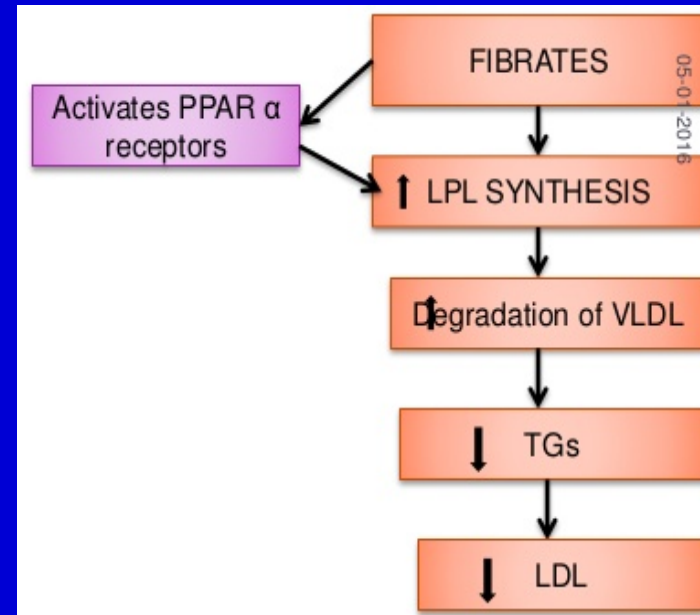 FIBRATES
05-01-2016
Activates PPAR α
receptors
↑ LPL SYNTHESIS
↑ Degradation of VLDL
↓ TGs
↓ LDL